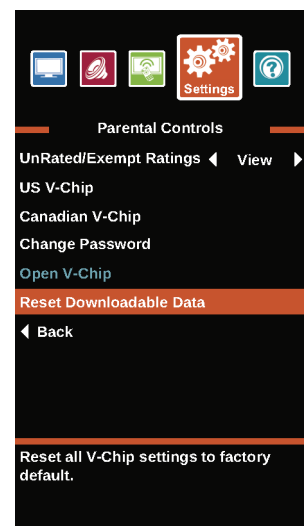 Settings
Parental Controls
UnRated/Exempt Ratings View
US V-Chip
Canadian V-Chip
Change Password
Open V-Chip
Reset Downloadable Data
Back
Reset all V-Chip settings to factory
default.